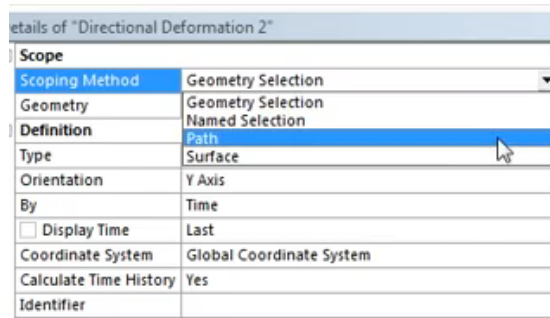 etails of "Directional Deformation 2"
Scope
Scoping Method Geometry Selection
Geometry Geometry Selection
Named Selection
Definition
Path
Type Surface
Orientation Y Axis
By Time
Display Time Last
Coordinate System Global Coordinate System
Calculate Time History Yes
Identifier